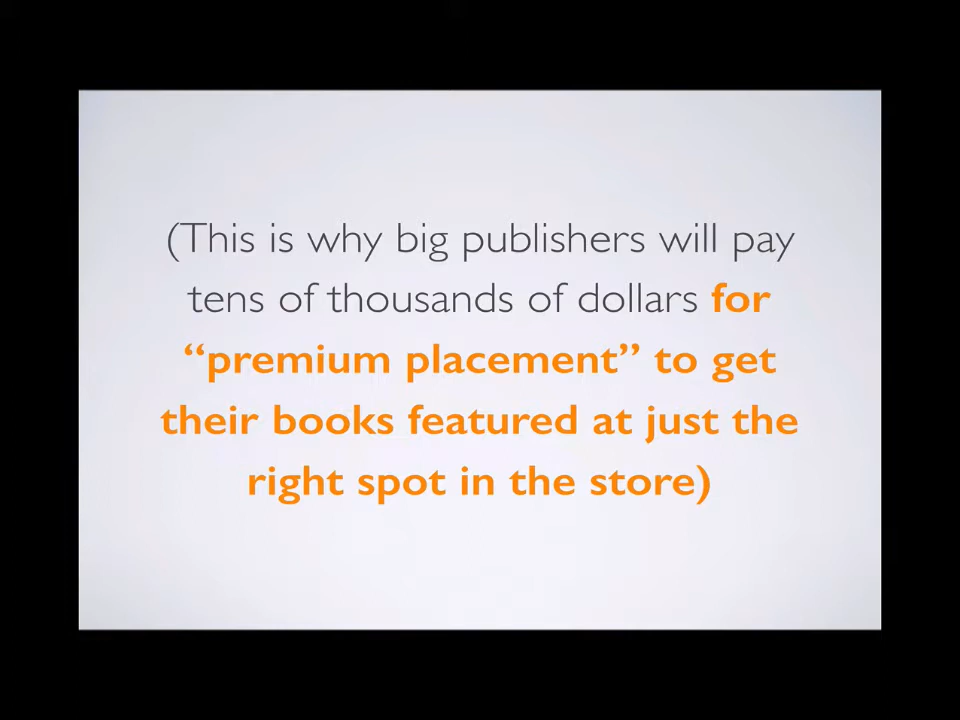 (This is why big publishers will pay
tens of thousands of dollars for
“premium placement” to get
their books featured at just the
right spot in the store)